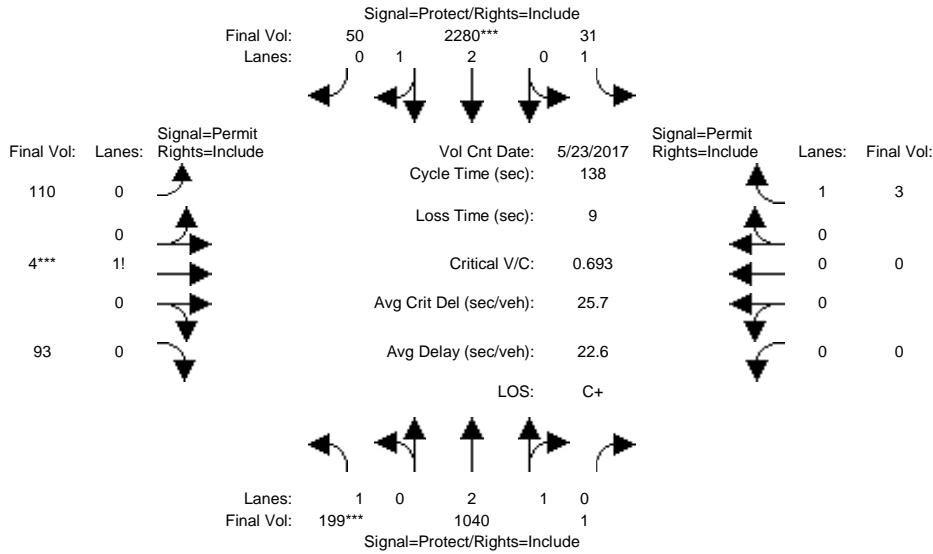 Signal=Protect/Rights=Include
Final Vol: 50 2280*** 31
Lanes: 0 1 2 0 1
Signal=Permit Signal=Permit
Final Vol: Lanes: Rights=Include Vol Cnt Date: 5/23/2017 Rights=Include Lanes: Final Vol:
Cycle Time (sec): 138
110 0 1 3
Loss Time (sec): 9
0 0
4*** 1! Critical V/C: 0.693 0 0
0 Avg Crit Del (sec/veh): 25.7 0
93 0 Avg Delay (sec/veh): 22.6 0 0
LOS: C+
Lanes: 1 0 2 1 0
Final Vol: 199*** 1040 1
Signal=Protect/Rights=Include